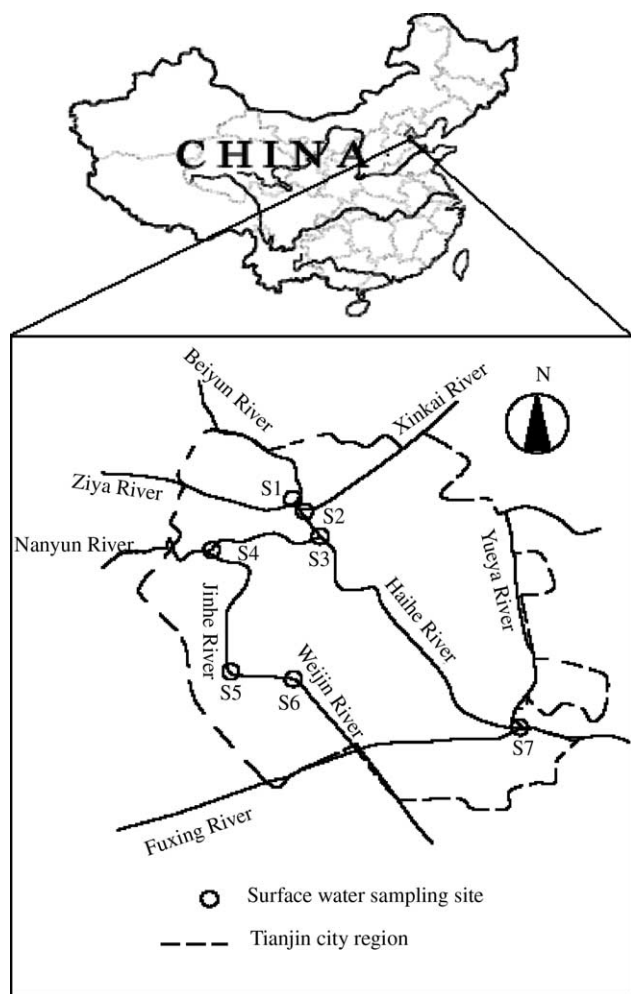 CHINA
Beiyun River
Xinkai River
N
Ziya River
S1
S2
Nanyun River
S4
S3
Yueya River
Jinhe River
Haihe River
Weijin River
S5
S6
S7
Fuxing River
Surface water sampling site
Tianjin city region